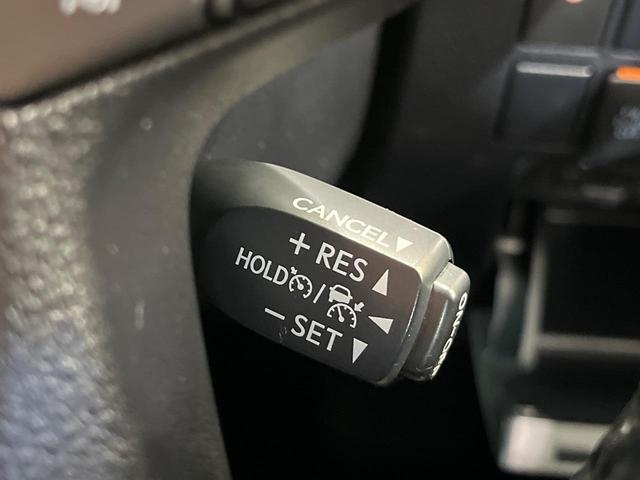 CANCEL▼
+ RES ▲
HOLD / ◀
− SET ▼